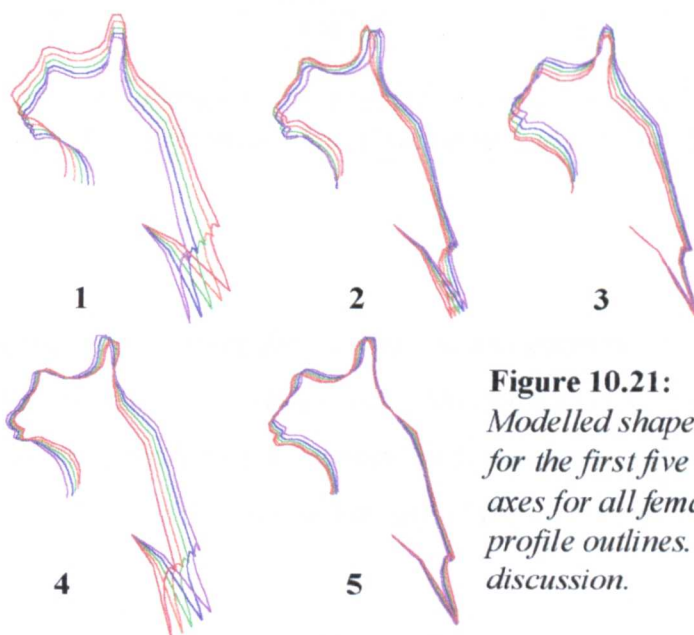 1
2
3
4
5
Figure 10.21:
Modelled shape
for the first five
axes for all fema
profile outlines.
discussion.